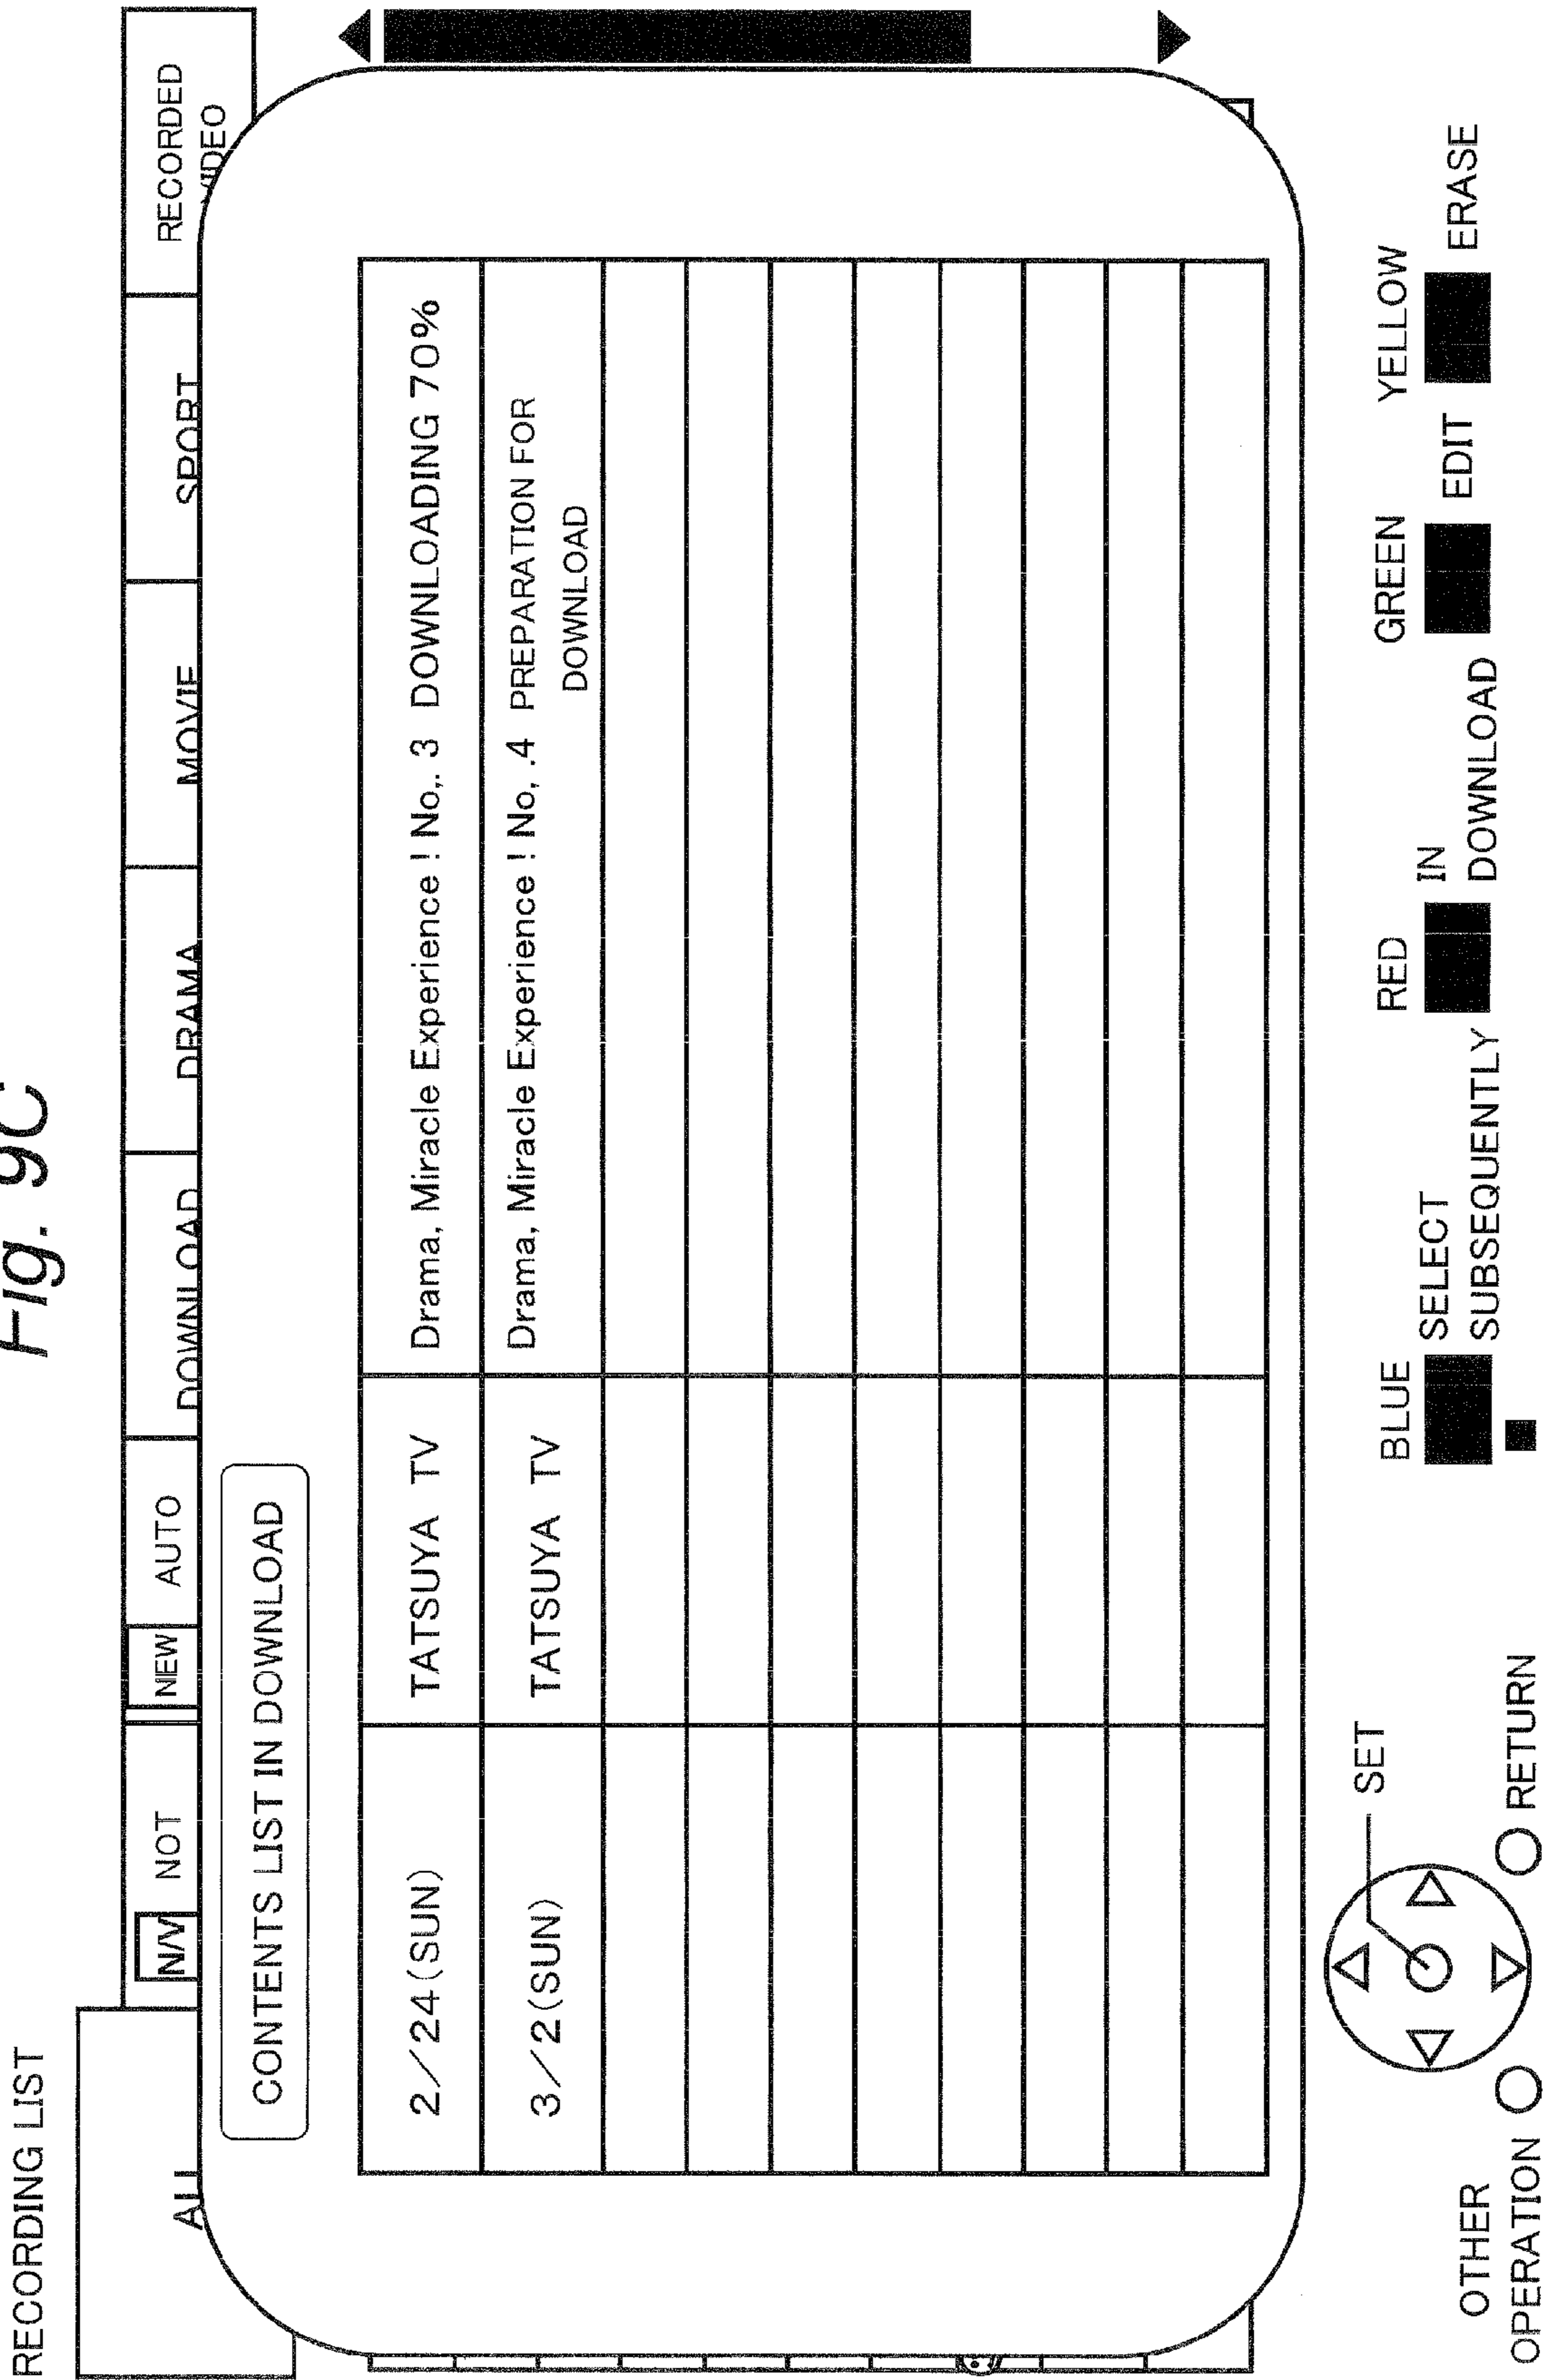 Fig. 9C
RECORDING LIST
N/V NOT
NEW AUTO
DOWNLOAD
DRAMA
MOVIE
SPORT
RECORDED
VIDEO
ALL
CONTENTS LIST IN DOWNLOAD
2/24(SUN) TATSUYA TV Drama, Miracle Experience ! No,. 3 DOWNLOADING 70%
3/2(SUN) TATSUYA TV Drama, Miracle Experience ! No, .4 PREPARATION FOR
DOWNLOAD
SET
OTHER
OPERATION
RETURN
BLUE
SELECT
SUBSEQUENTLY
RED
IN
DOWNLOAD
GREEN
EDIT
YELLOW
ERASE